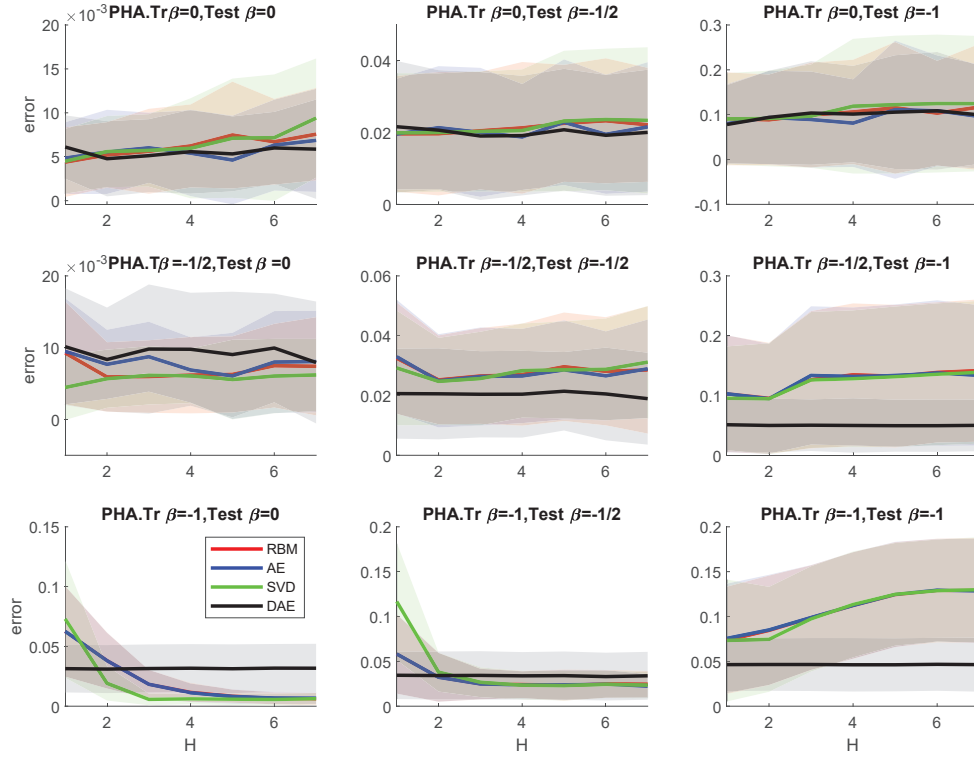 ×10⁻³ PHA.Trβ=0,Test β=0
20
15
10
5
0
error
2 4 6
PHA.Tr β=0,Test β=-1/2
0.04
0.02
0
2 4 6
PHA.Tr β=0,Test β=-1
0.3
0.2
0.1
0
-0.1
2 4 6
×10⁻³ PHA.Tβ=-1/2,Test β =0
20
10
0
error
2 4 6
PHA.Tr β=-1/2,Test β=-1/2
0.06
0.04
0.02
0
2 4 6
PHA.Tr β=-1/2,Test β=-1
0.3
0.2
0.1
0
2 4 6
PHA.Tr β=-1,Test β=0
0.15
0.1
0.05
0
error
RBM
AE
SVD
DAE
2 4 6
H
PHA.Tr β=-1,Test β=-1/2
0.2
0.15
0.1
0.05
0
2 4 6
H
PHA.Tr β=-1,Test β=-1
0.2
0.15
0.1
0.05
0
2 4 6
H